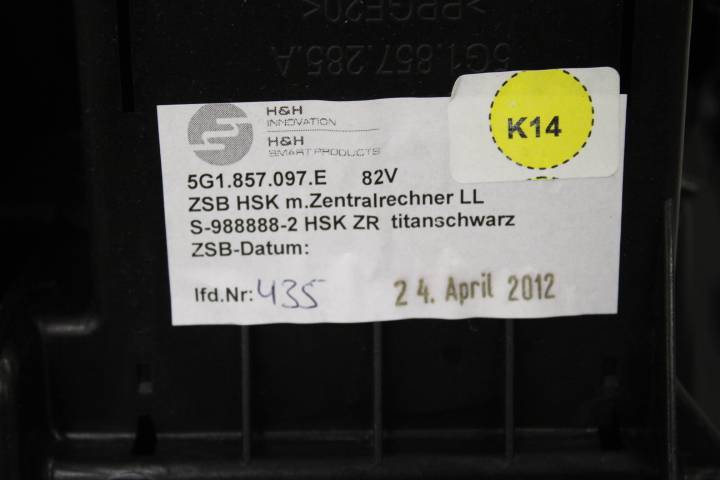 >PPGF20<
5G1.857.285.A
H&H
INNOVATION
H&H
SMART PRODUCTS
K14
5G1.857.097.E 82V
ZSB HSK m.Zentralrechner LL
S-988888-2 HSK ZR titanschwarz
ZSB-Datum:
lfd.Nr: 435 24. April 2012